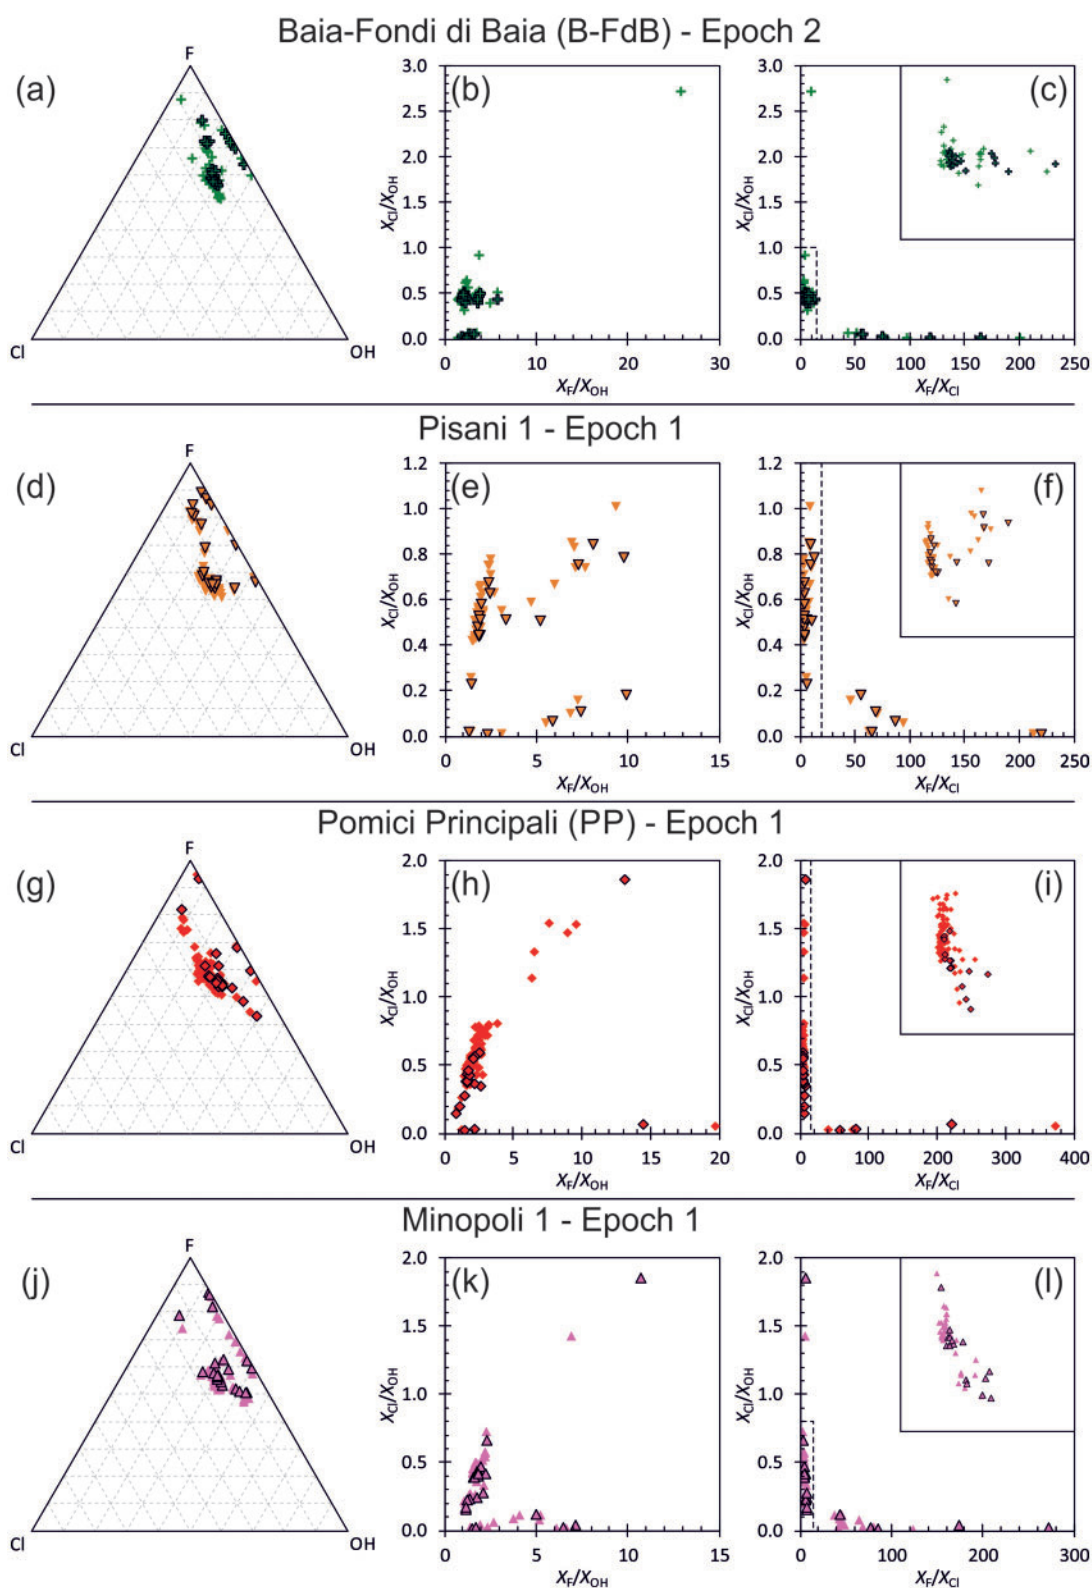 Baia-Fondi di Baia (B-FdB) - Epoch 2
(a)
F
Cl
OH
(b)
3.0
2.5
2.0
1.5
1.0
0.5
0.0
XCl/XOH
0
10
20
30
XF/XOH
(c)
3.0
2.5
2.0
1.5
1.0
0.5
0.0
XCl/XOH
0
50
100
150
200
250
XF/XCl
Pisani 1 - Epoch 1
(d)
F
Cl
OH
(e)
1.2
1.0
0.8
0.6
0.4
0.2
0.0
XCl/XOH
0
5
10
15
XF/XOH
(f)
1.2
1.0
0.8
0.6
0.4
0.2
0.0
XCl/XOH
0
50
100
150
200
250
XF/XCl
Pomici Principali (PP) - Epoch 1
(g)
F
Cl
OH
(h)
2.0
1.5
1.0
0.5
0.0
XCl/XOH
0
5
10
15
20
XF/XOH
(i)
2.0
1.5
1.0
0.5
0.0
XCl/XOH
0
100
200
300
400
XF/XCl
Minopoli 1 - Epoch 1
(j)
F
Cl
OH
(k)
2.0
1.5
1.0
0.5
0.0
XCl/XOH
0
5
10
15
XF/XOH
(l)
2.0
1.5
1.0
0.5
0.0
XCl/XOH
0
100
200
300
XF/XCl